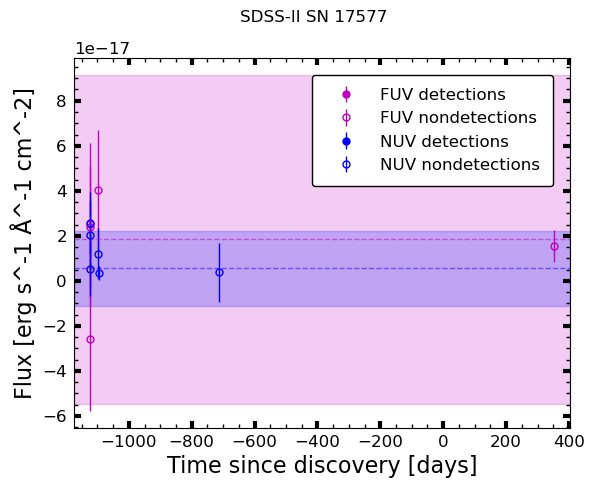 SDSS-II SN 17577
1e−17
FUV detections
FUV nondetections
NUV detections
NUV nondetections
8
6
4
2
0
−2
−4
−6
Flux [erg s^-1 Å^-1 cm^-2]
−1000 −800 −600 −400 −200 0 200 400
Time since discovery [days]